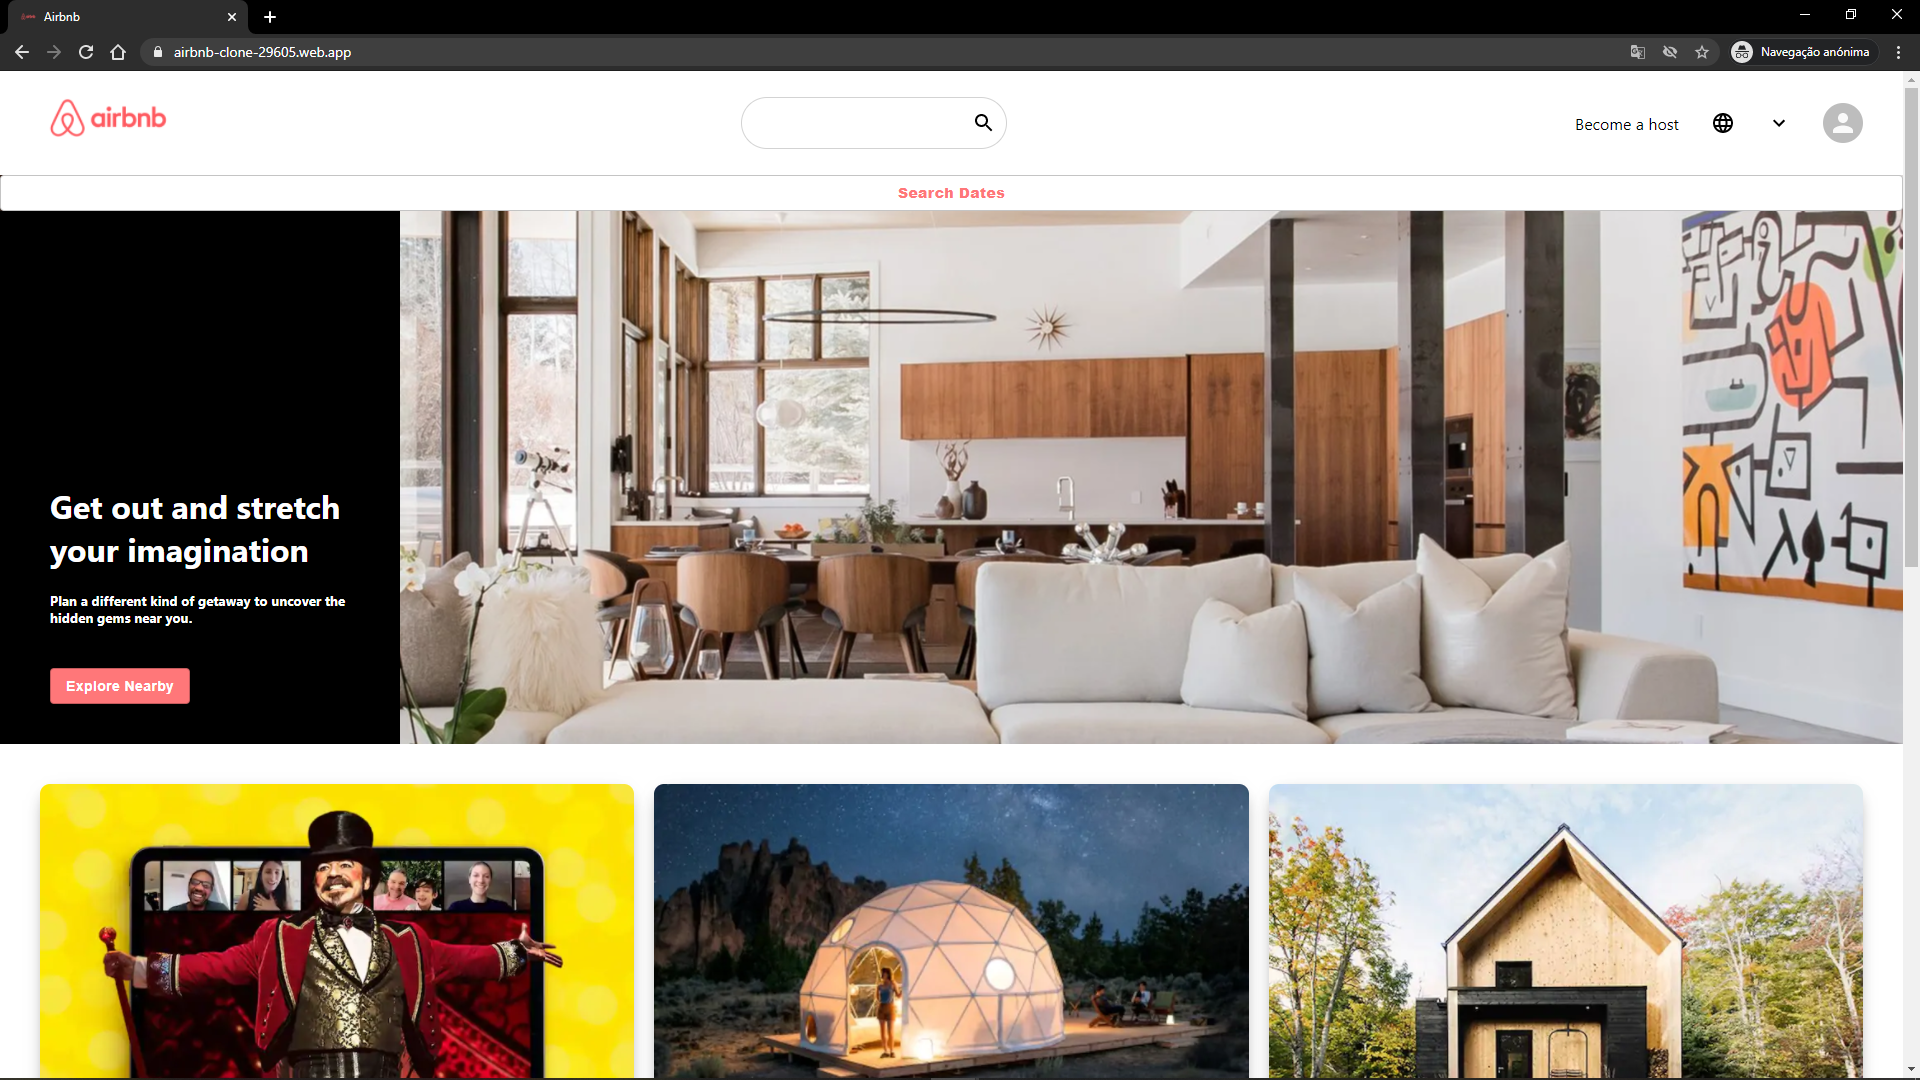 Airbnb
airbnb-clone-29605.web.app
Navegação anónima
airbnb
Become a host
Search Dates
Get out and stretch
your imagination
Plan a different kind of getaway to uncover the
hidden gems near you.
Explore Nearby